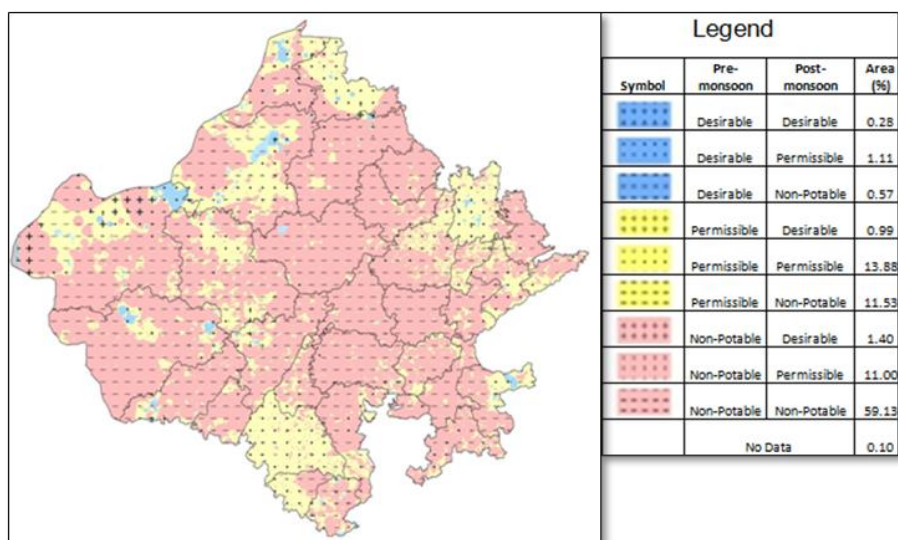 Legend
Symbol Pre-monsoon Post-monsoon Area (%)
Desirable Desirable 0.28
Desirable Permissible 1.11
Desirable Non-Potable 0.57
Permissible Desirable 0.99
Permissible Permissible 13.88
Permissible Non-Potable 11.53
Non-Potable Desirable 1.40
Non-Potable Permissible 11.00
Non-Potable Non-Potable 59.13
No Data 0.10